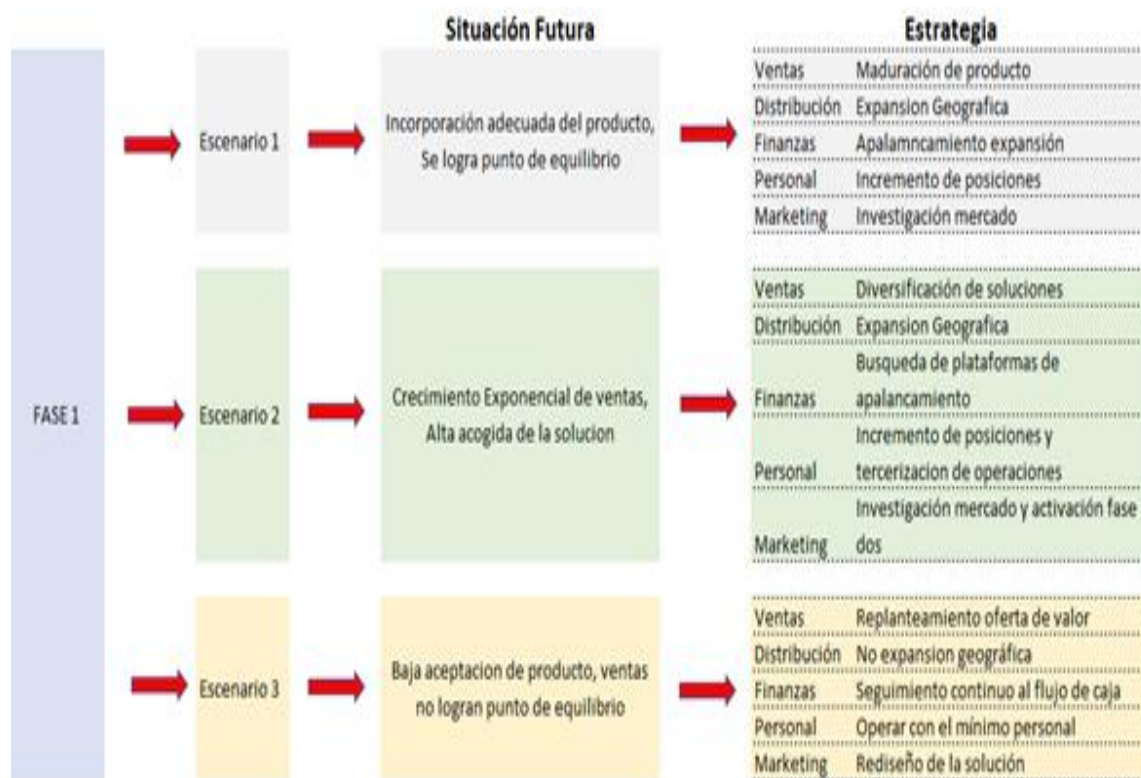 Situación Futura
Estrategia
FASE 1
Escenario 1
Incorporación adecuada del producto,
Se logra punto de equilibrio
Ventas Maduración de producto
Distribución Expansion Geografica
Finanzas Apalamncamiento expansión
Personal Incremento de posiciones
Marketing Investigación mercado
Escenario 2
Crecimiento Exponencial de ventas,
Alta acogida de la solucion
Ventas Diversificación de soluciones
Distribución Expansion Geografica
Busqueda de plataformas de
Finanzas apalancamiento
Incremento de posiciones y
Personal tercerizacion de operaciones
Investigación mercado y activación fase
Marketing dos
Escenario 3
Baja aceptacion de producto, ventas
no logran punto de equilibrio
Ventas Replanteamiento oferta de valor
Distribución No expansion geográfica
Finanzas Seguimiento continuo al flujo de caja
Personal Operar con el mínimo personal
Marketing Rediseño de la solución